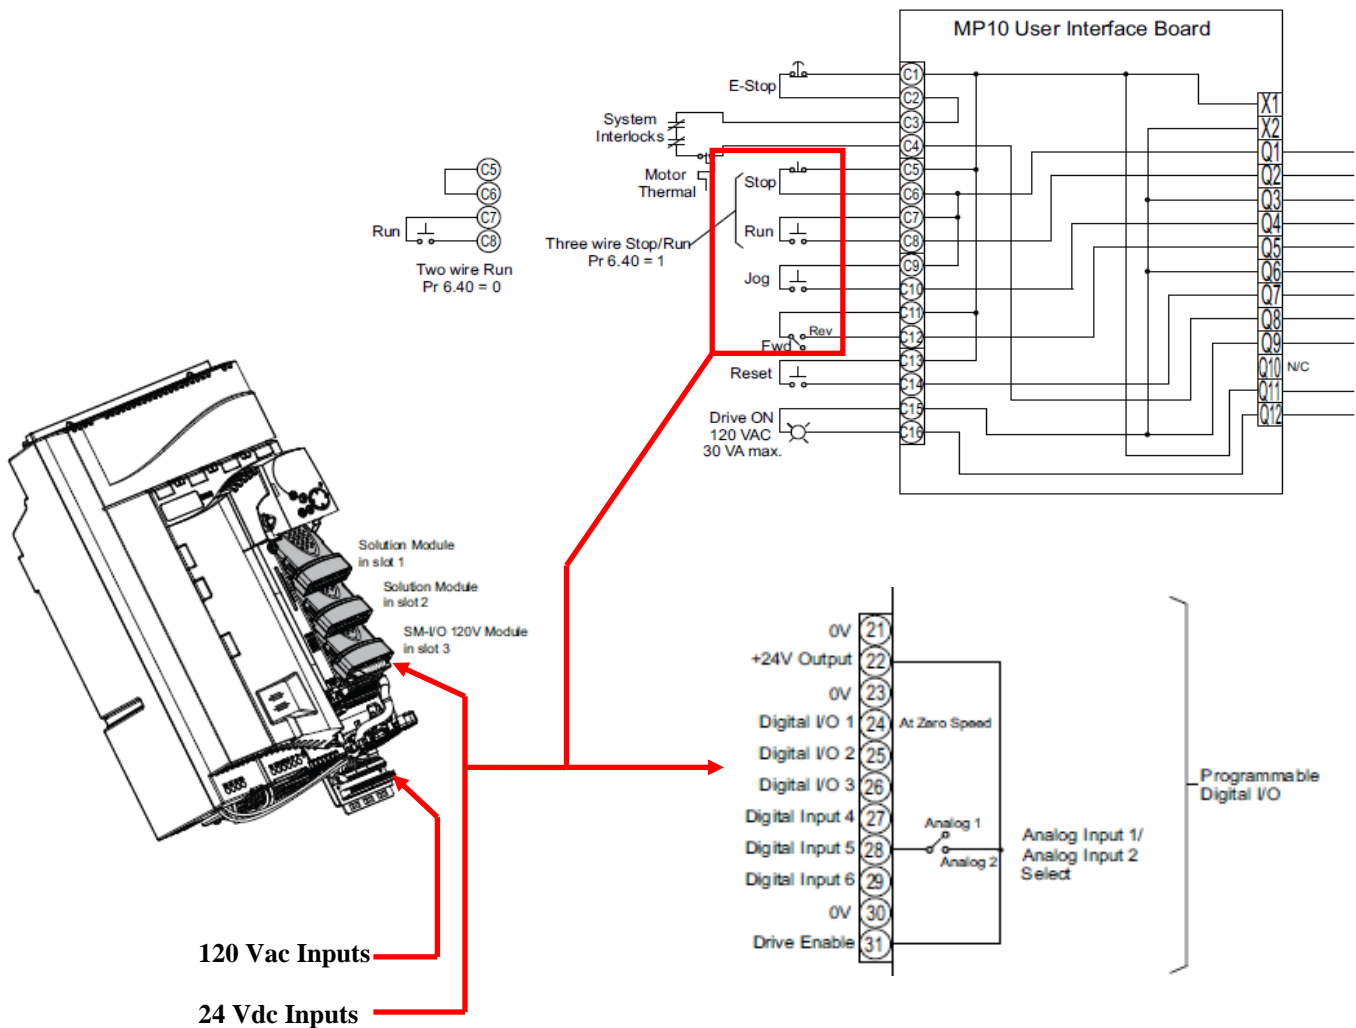 MP10 User Interface Board
E-Stop
System
Interlocks
Motor
Thermal
Stop
Run
Three wire Stop/Run
Pr 6.40 = 1
Jog
Rev
Fwd
Reset
Drive ON
120 VAC
30 VA max.
C1
C2
C3
C4
C5
C6
C7
C8
C9
C10
C11
C12
C13
C14
C15
C16
X1
X2
Q1
Q2
Q3
Q4
Q5
Q6
Q7
Q8
Q9
Q10 N/C
Q11
Q12
C5
C6
C7
Run
C8
Two wire Run
Pr 6.40 = 0
Solution Module
in slot 1
Solution Module
in slot 2
SM-I/O 120V Module
in slot 3
0V 21
+24V Output 22
0V 23
Digital I/O 1 24 At Zero Speed
Digital I/O 2 25
Digital I/O 3 26
Digital Input 4 27
Digital Input 5 28
Digital Input 6 29
0V 30
Drive Enable 31
Analog 1
Analog 2
Analog Input 1/
Analog Input 2
Select
Programmable
Digital I/O
120 Vac Inputs
24 Vdc Inputs